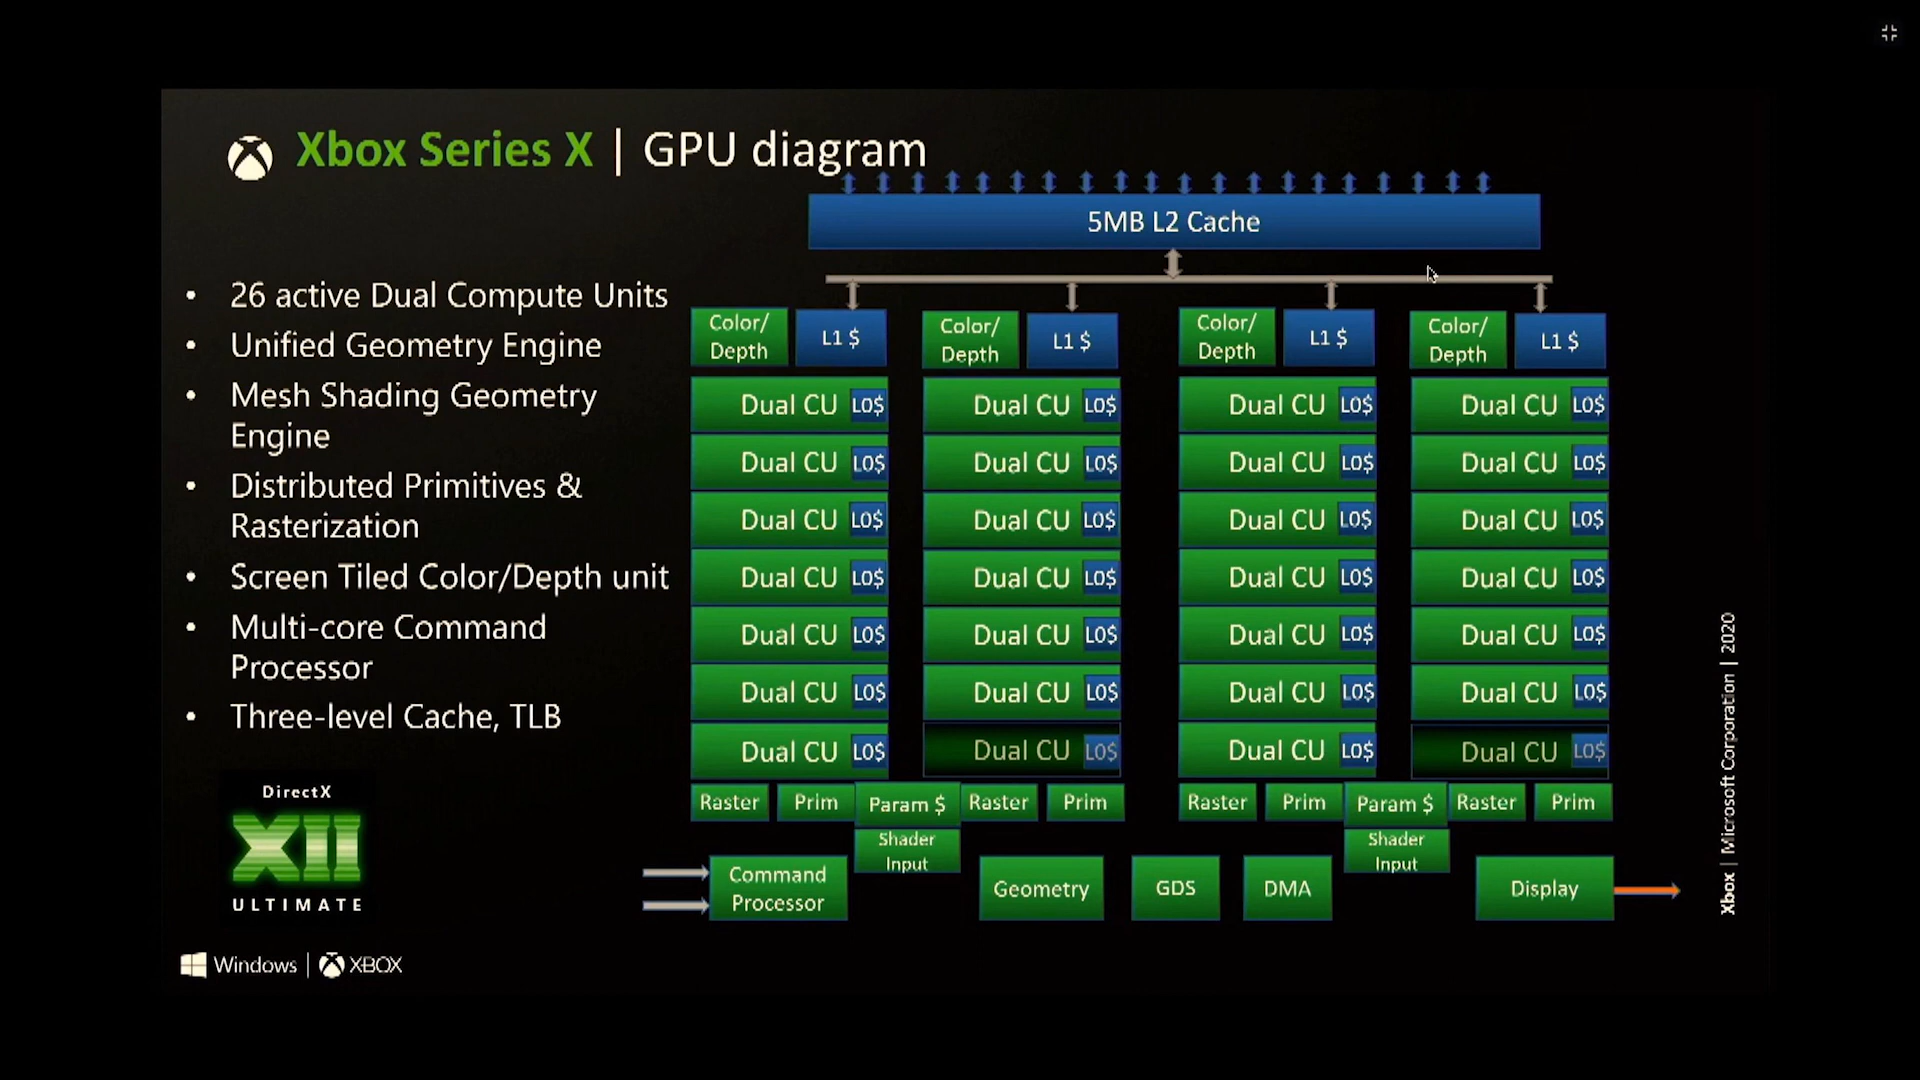 Xbox Series X | GPU diagram
5MB L2 Cache
• 26 active Dual Compute Units
• Unified Geometry Engine
• Mesh Shading Geometry
Engine
• Distributed Primitives &
Rasterization
• Screen Tiled Color/Depth unit
• Multi-core Command
Processor
• Three-level Cache, TLB
Color/
Depth
L1 $
Color/
Depth
L1 $
Color/
Depth
L1 $
Color/
Depth
L1 $
Dual CU L0$ Dual CU L0$ Dual CU L0$ Dual CU L0$
Dual CU L0$ Dual CU L0$ Dual CU L0$ Dual CU L0$
Dual CU L0$ Dual CU L0$ Dual CU L0$ Dual CU L0$
Dual CU L0$ Dual CU L0$ Dual CU L0$ Dual CU L0$
Dual CU L0$ Dual CU L0$ Dual CU L0$ Dual CU L0$
Dual CU L0$ Dual CU L0$ Dual CU L0$ Dual CU L0$
Dual CU L0$ Dual CU L0$ Dual CU L0$ Dual CU L0$
Raster Prim Param $ Raster Prim Raster Prim Param $ Raster Prim
Shader
Input
Shader
Input
Command
Processor
Geometry
GDS
DMA
Display
DirectX
XII
ULTIMATE
Windows | XBOX
Xbox | Microsoft Corporation | 2020